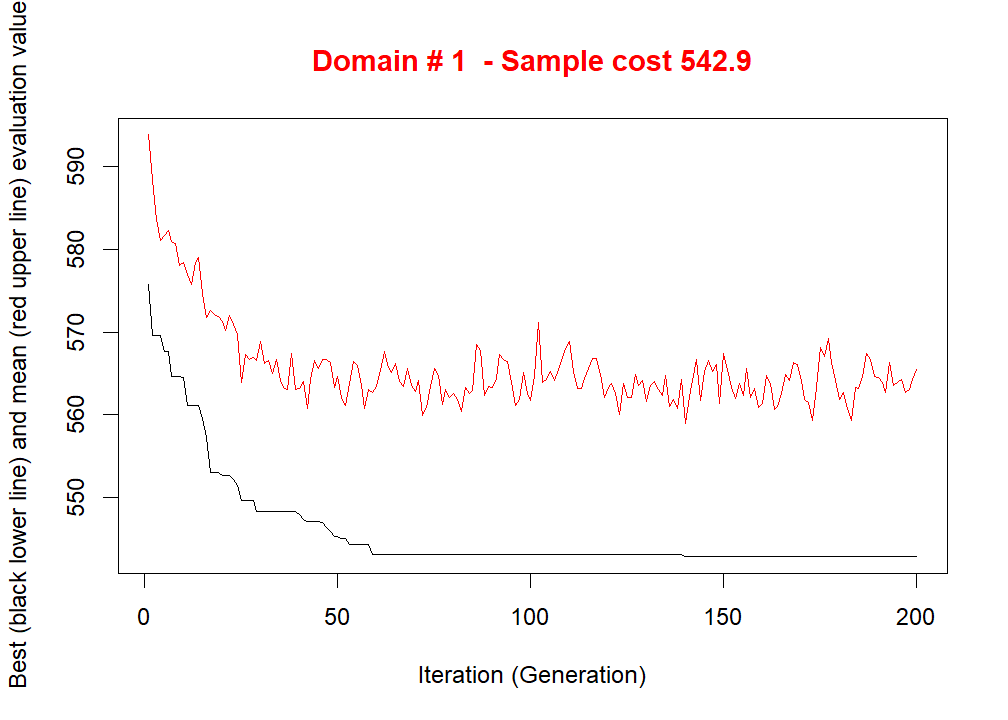 Domain # 1  - Sample cost 542.9
Best (black lower line) and mean (red upper line) evaluation value
590
580
570
560
550
0 50 100 150 200
Iteration (Generation)